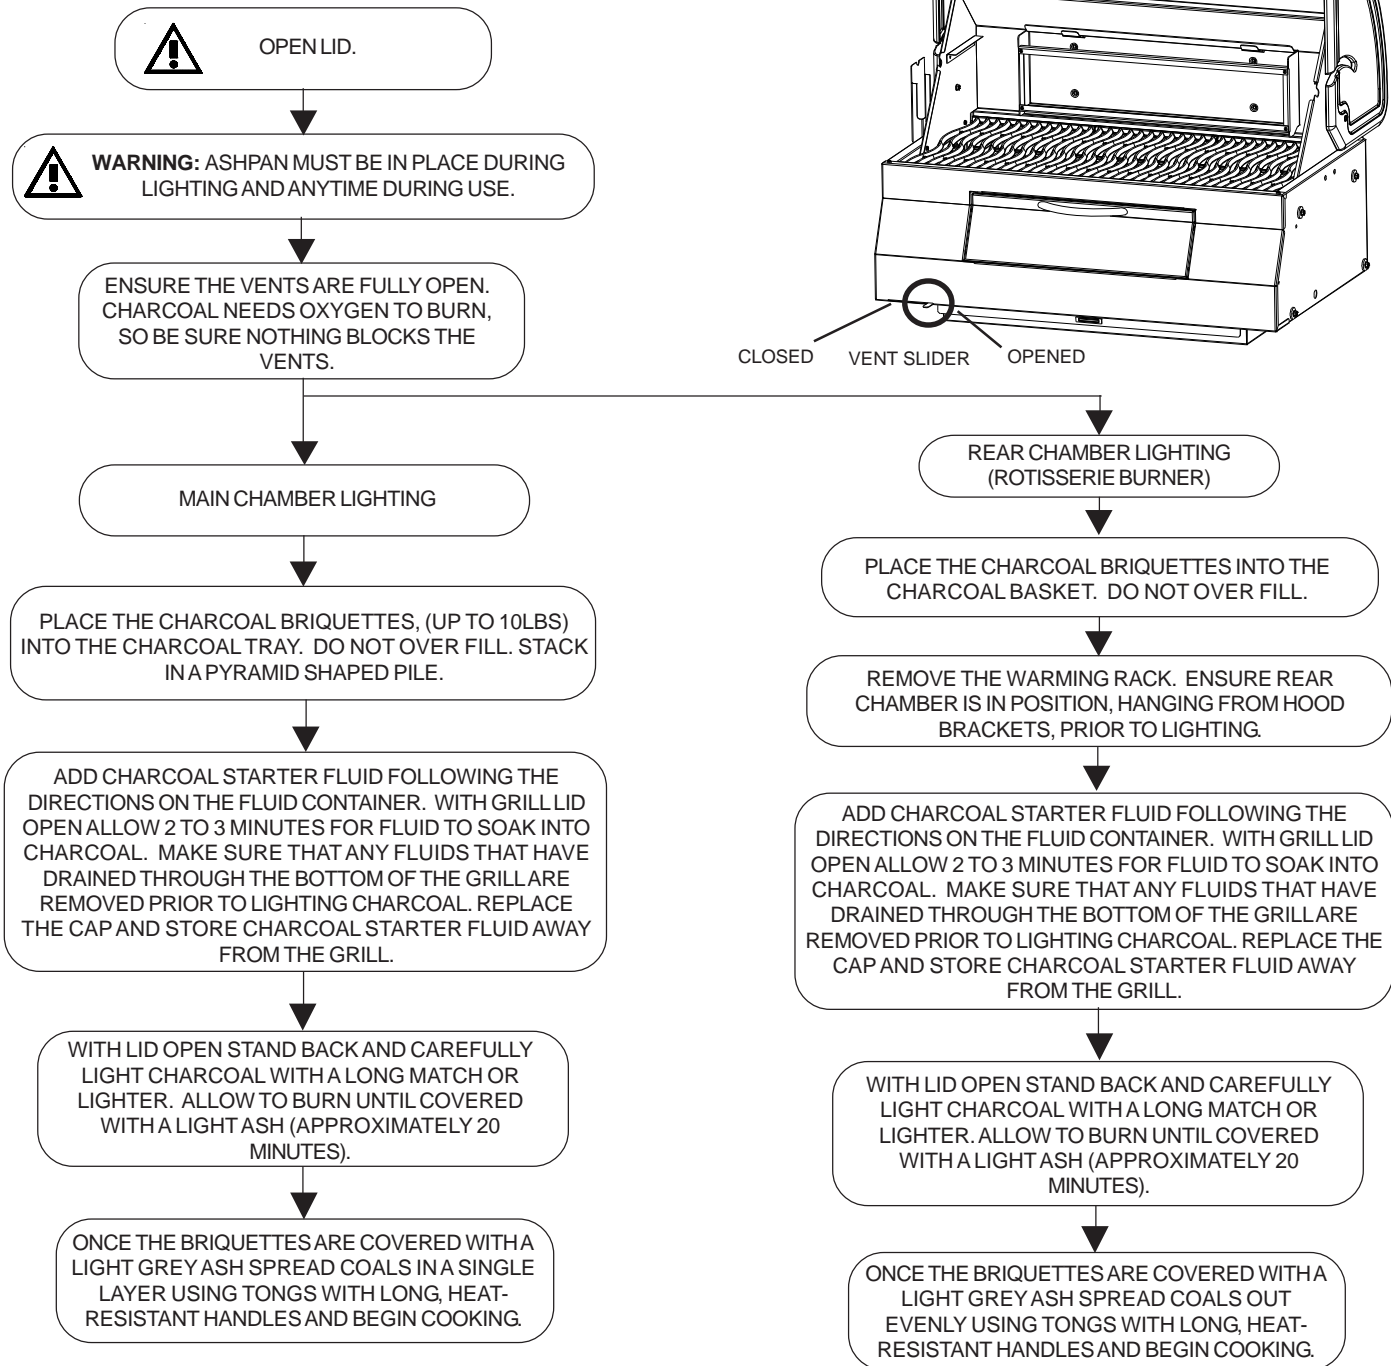 OPEN LID.
WARNING: ASHPAN MUST BE IN PLACE DURING
LIGHTING AND ANYTIME DURING USE.
ENSURE THE VENTS ARE FULLY OPEN.
CHARCOAL NEEDS OXYGEN TO BURN,
SO BE SURE NOTHING BLOCKS THE
VENTS.
CLOSED VENT SLIDER OPENED
MAIN CHAMBER LIGHTING
PLACE THE CHARCOAL BRIQUETTES, (UP TO 10LBS)
INTO THE CHARCOAL TRAY. DO NOT OVER FILL. STACK
IN A PYRAMID SHAPED PILE.
ADD CHARCOAL STARTER FLUID FOLLOWING THE
DIRECTIONS ON THE FLUID CONTAINER. WITH GRILL LID
OPEN ALLOW 2 TO 3 MINUTES FOR FLUID TO SOAK INTO
CHARCOAL. MAKE SURE THAT ANY FLUIDS THAT HAVE
DRAINED THROUGH THE BOTTOM OF THE GRILL ARE
REMOVED PRIOR TO LIGHTING CHARCOAL. REPLACE
THE CAP AND STORE CHARCOAL STARTER FLUID AWAY
FROM THE GRILL.
WITH LID OPEN STAND BACK AND CAREFULLY
LIGHT CHARCOAL WITH A LONG MATCH OR
LIGHTER. ALLOW TO BURN UNTIL COVERED
WITH A LIGHT ASH (APPROXIMATELY 20
MINUTES).
ONCE THE BRIQUETTES ARE COVERED WITH A
LIGHT GREY ASH SPREAD COALS IN A SINGLE
LAYER USING TONGS WITH LONG, HEAT-
RESISTANT HANDLES AND BEGIN COOKING.
REAR CHAMBER LIGHTING
(ROTISSERIE BURNER)
PLACE THE CHARCOAL BRIQUETTES INTO THE
CHARCOAL BASKET. DO NOT OVER FILL.
REMOVE THE WARMING RACK. ENSURE REAR
CHAMBER IS IN POSITION, HANGING FROM HOOD
BRACKETS, PRIOR TO LIGHTING.
ADD CHARCOAL STARTER FLUID FOLLOWING THE
DIRECTIONS ON THE FLUID CONTAINER. WITH GRILL LID
OPEN ALLOW 2 TO 3 MINUTES FOR FLUID TO SOAK INTO
CHARCOAL. MAKE SURE THAT ANY FLUIDS THAT HAVE
DRAINED THROUGH THE BOTTOM OF THE GRILL ARE
REMOVED PRIOR TO LIGHTING CHARCOAL. REPLACE THE
CAP AND STORE CHARCOAL STARTER FLUID AWAY
FROM THE GRILL.
WITH LID OPEN STAND BACK AND CAREFULLY
LIGHT CHARCOAL WITH A LONG MATCH OR
LIGHTER. ALLOW TO BURN UNTIL COVERED
WITH A LIGHT ASH (APPROXIMATELY 20
MINUTES).
ONCE THE BRIQUETTES ARE COVERED WITH A
LIGHT GREY ASH SPREAD COALS OUT
EVENLY USING TONGS WITH LONG, HEAT-
RESISTANT HANDLES AND BEGIN COOKING.